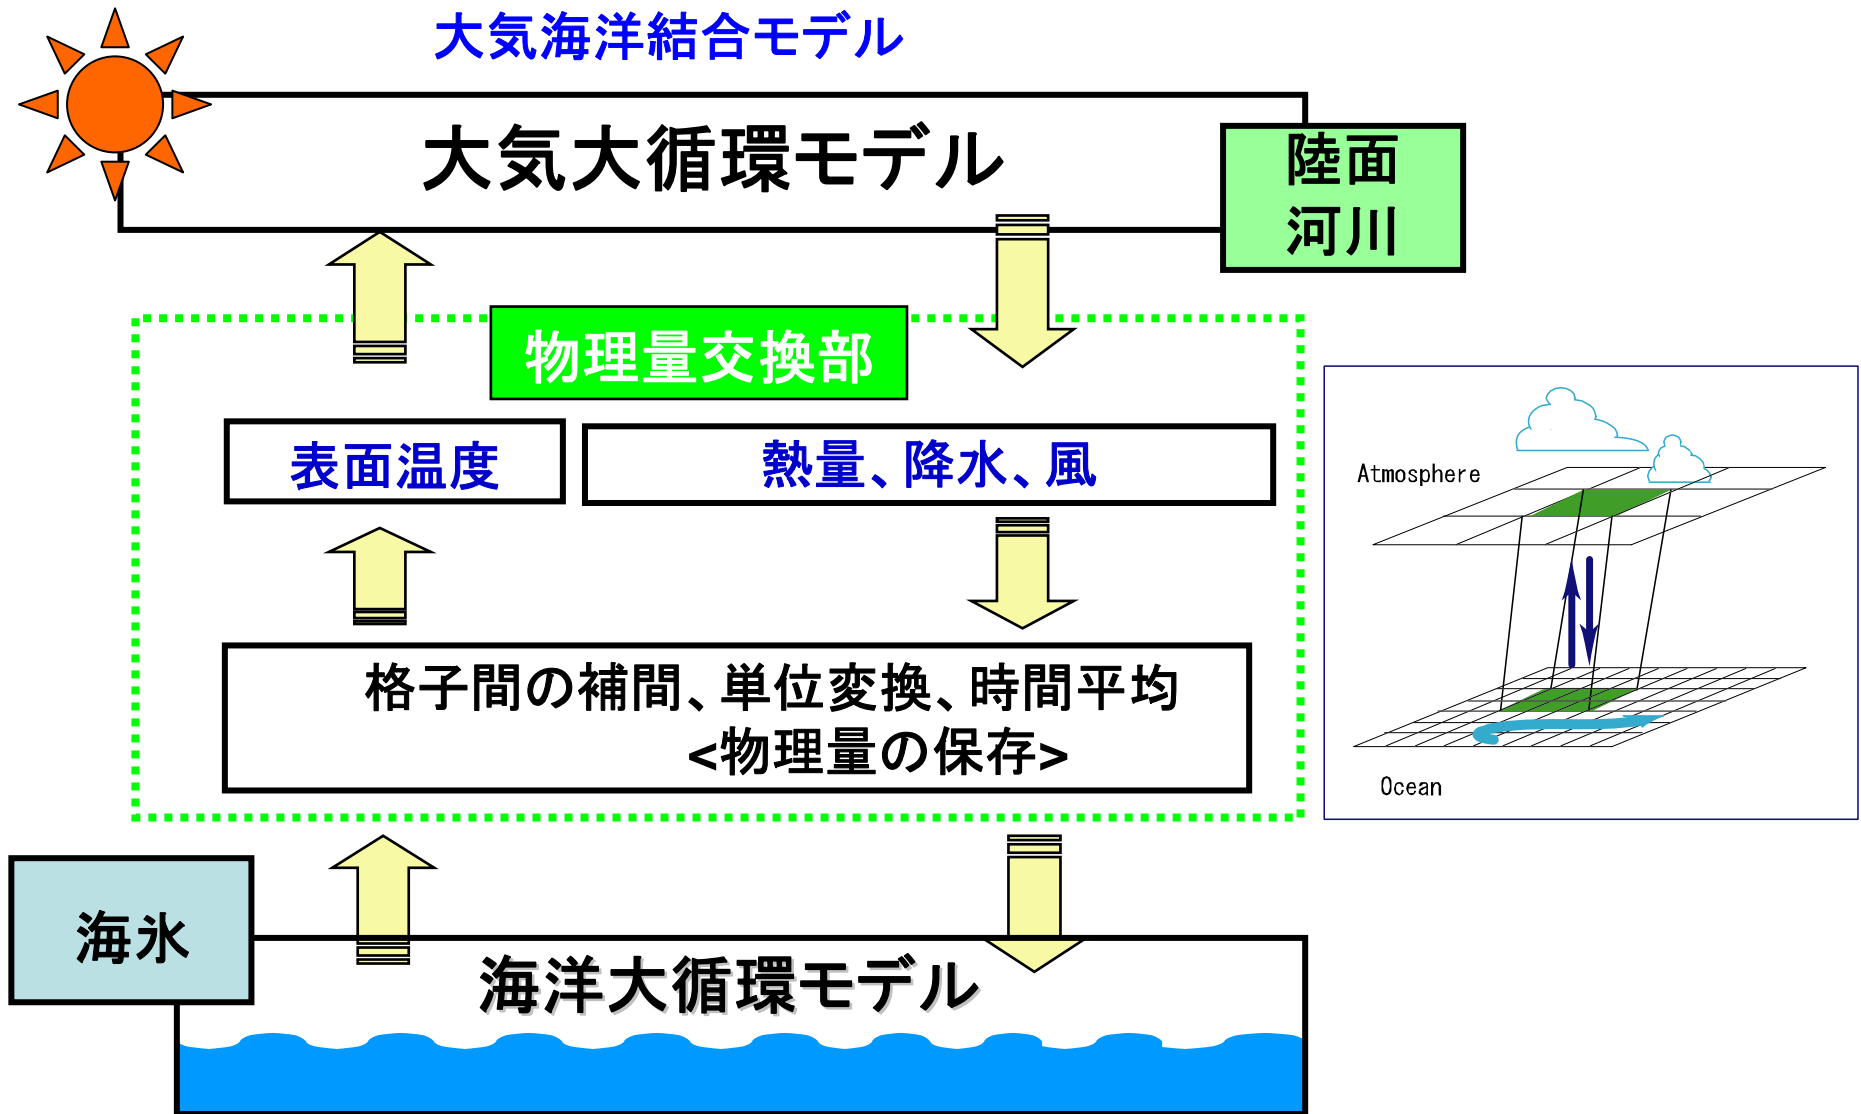 大気海洋結合モデル
大気大循環モデル
陸面
河川
物理量交換部
表面温度
熱量、降水、風
格子間の補間、単位変換、時間平均
<物理量の保存>
Atmosphere
Ocean
海氷
海洋大循環モデル